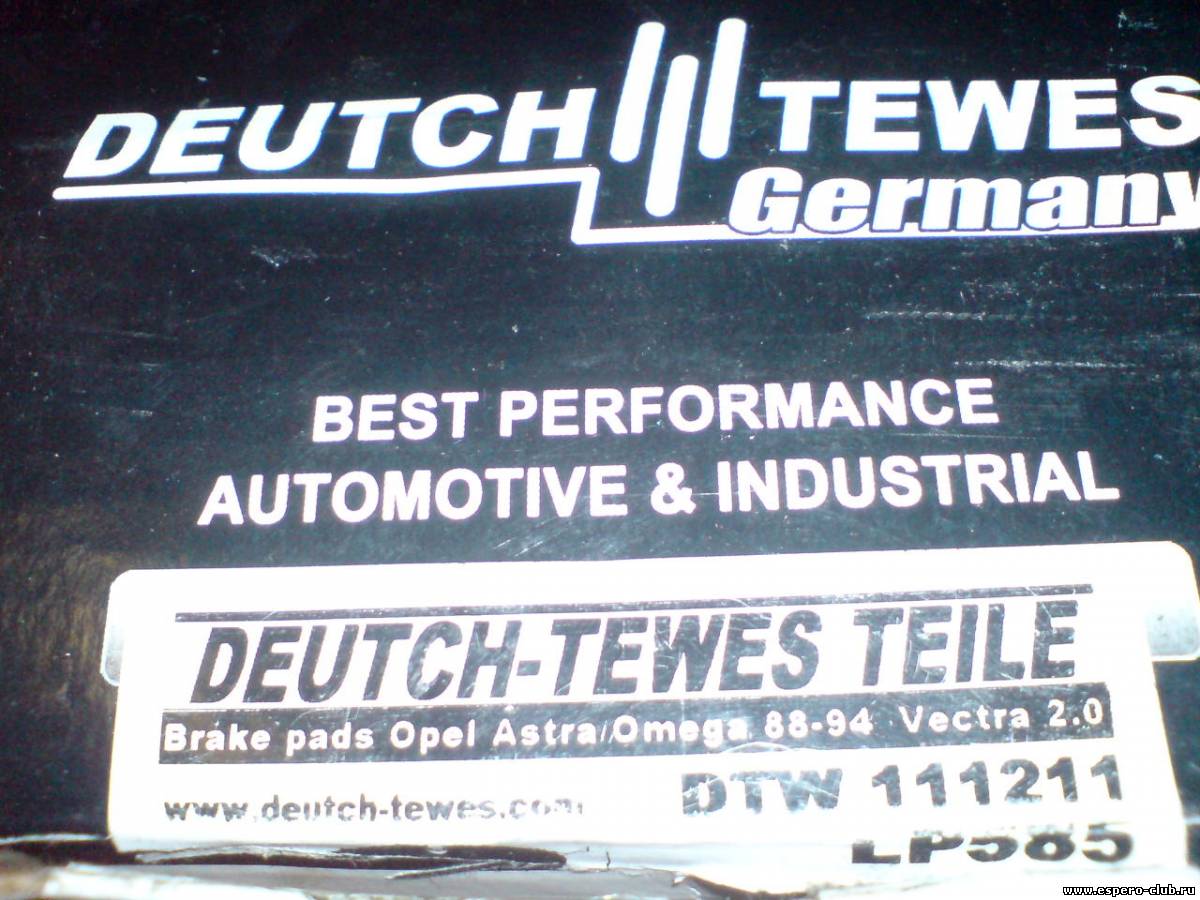 DEUTCH TEWES
Germany
BEST PERFORMANCE
AUTOMOTIVE & INDUSTRIAL
DEUTCH-TEWES TEILE
Brake pads Opel Astra/Omega 88-94 Vectra 2.0
www.deutch-tewes.com DTW 111211
LP585
www.espero-club.ru